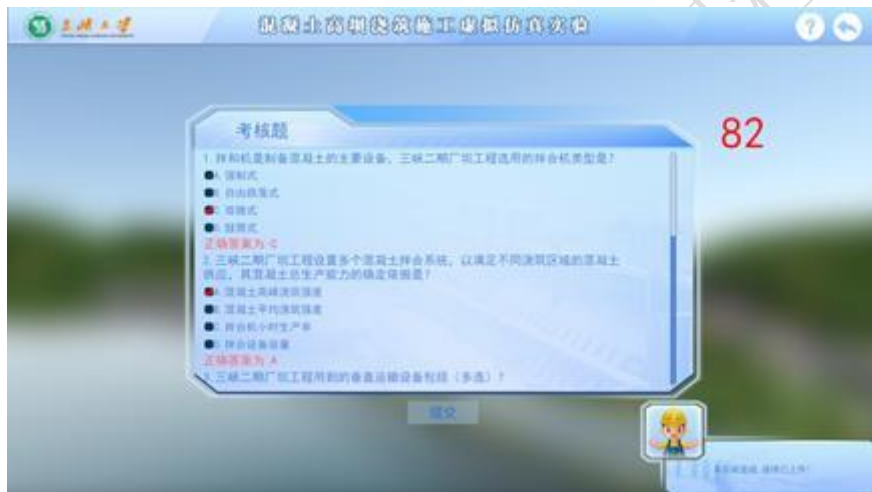 三峡大学
混凝土高坝浇筑施工虚拟仿真实验
?
考核题
82
1. 拌和机是制备混凝土的主要设备，三峡二期厂坝工程选用的拌合机类型是？
A. 强制式
B. 自由跌落式
C. 双锥式
D. 鼓筒式
正确答案为 C
2. 三峡二期厂坝工程设置多个混凝土拌合系统，以满足不同浇筑区域的混凝土
供应，其混凝土总生产能力的确定依据是？
A. 混凝土高峰浇筑强度
B. 混凝土平均浇筑强度
C. 拌合机小时生产率
D. 拌合设备容量
正确答案为 A
3. 三峡二期厂坝工程用到的垂直运输设备包括（多选）？
提交